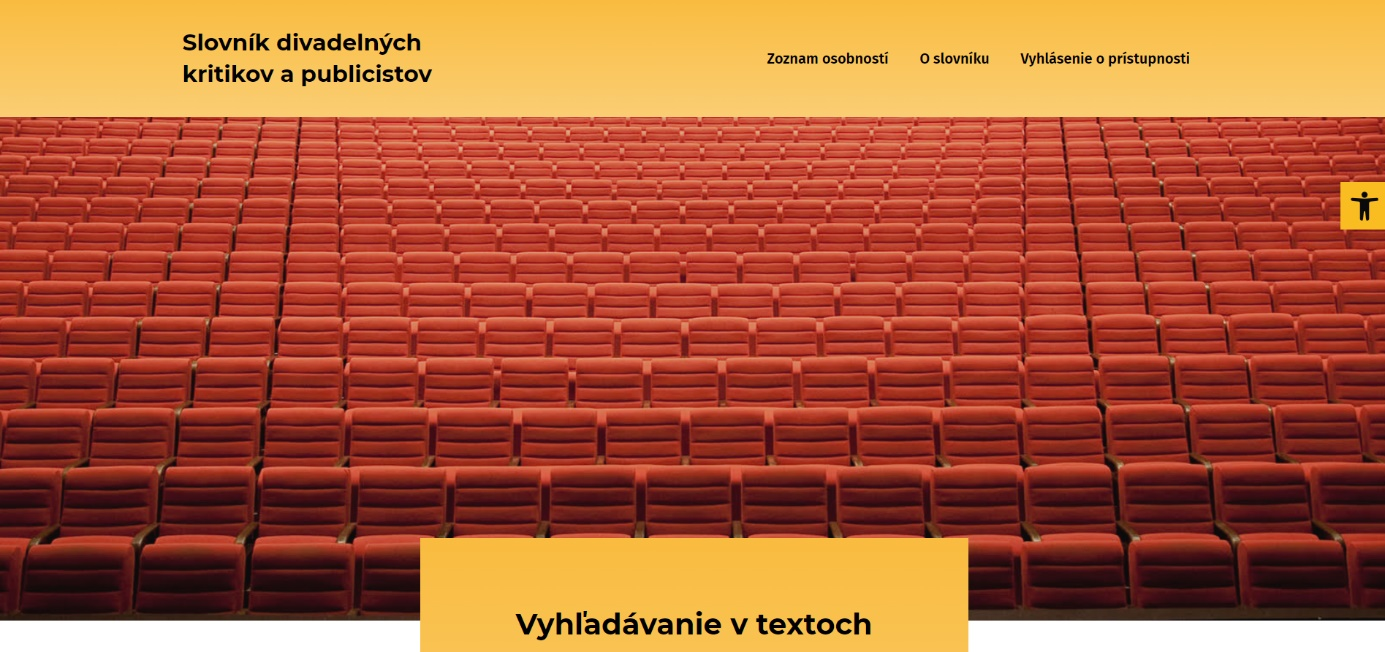 Slovník divadelných
kritikov a publicistov
Zoznam osobností
O slovníku
Vyhlásenie o prístupnosti
Vyhľadávanie v textoch